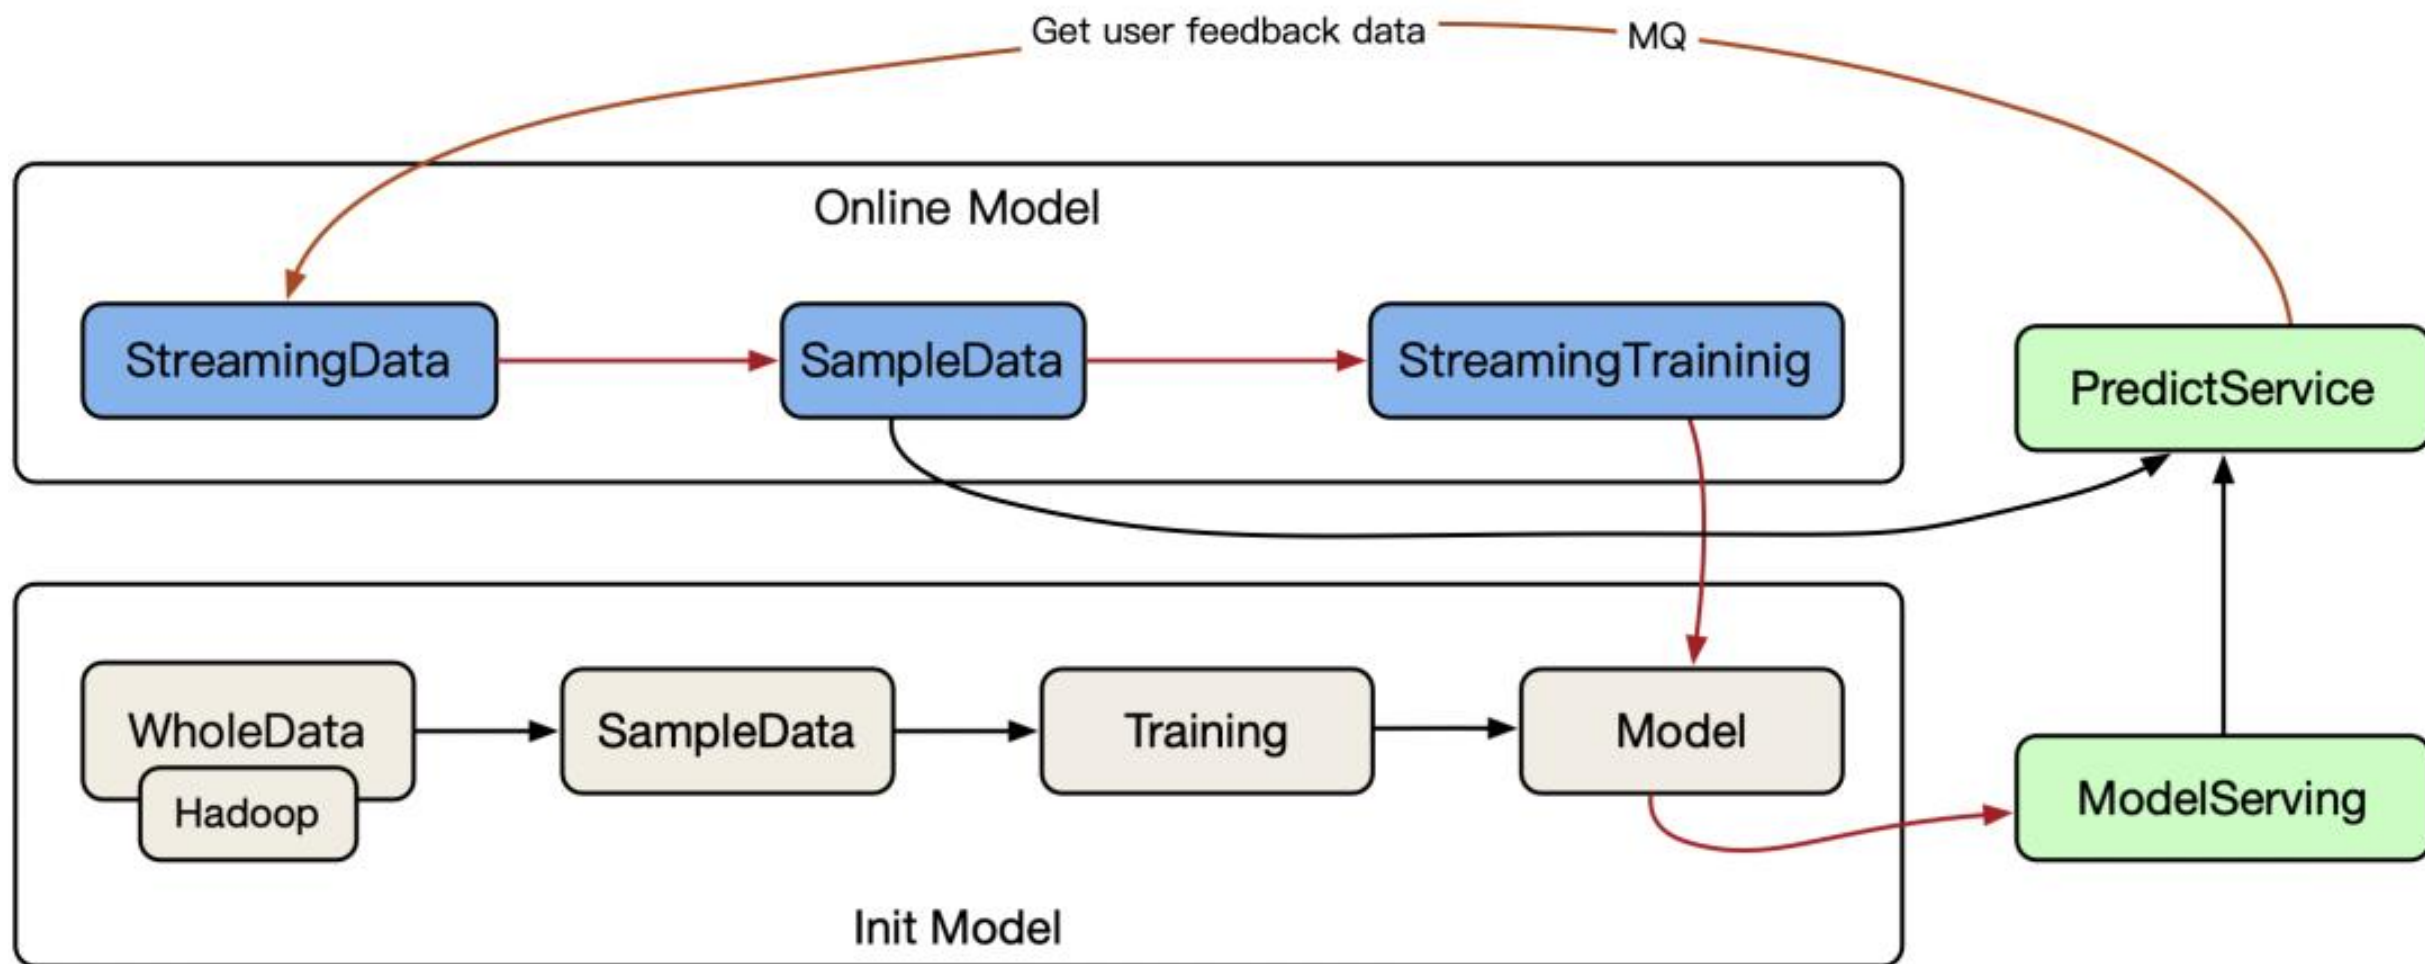 Get user feedback data
MQ
Online Model
StreamingData
SampleData
StreamingTraininig
PredictService
WholeData
Hadoop
SampleData
Training
Model
ModelServing
Init Model